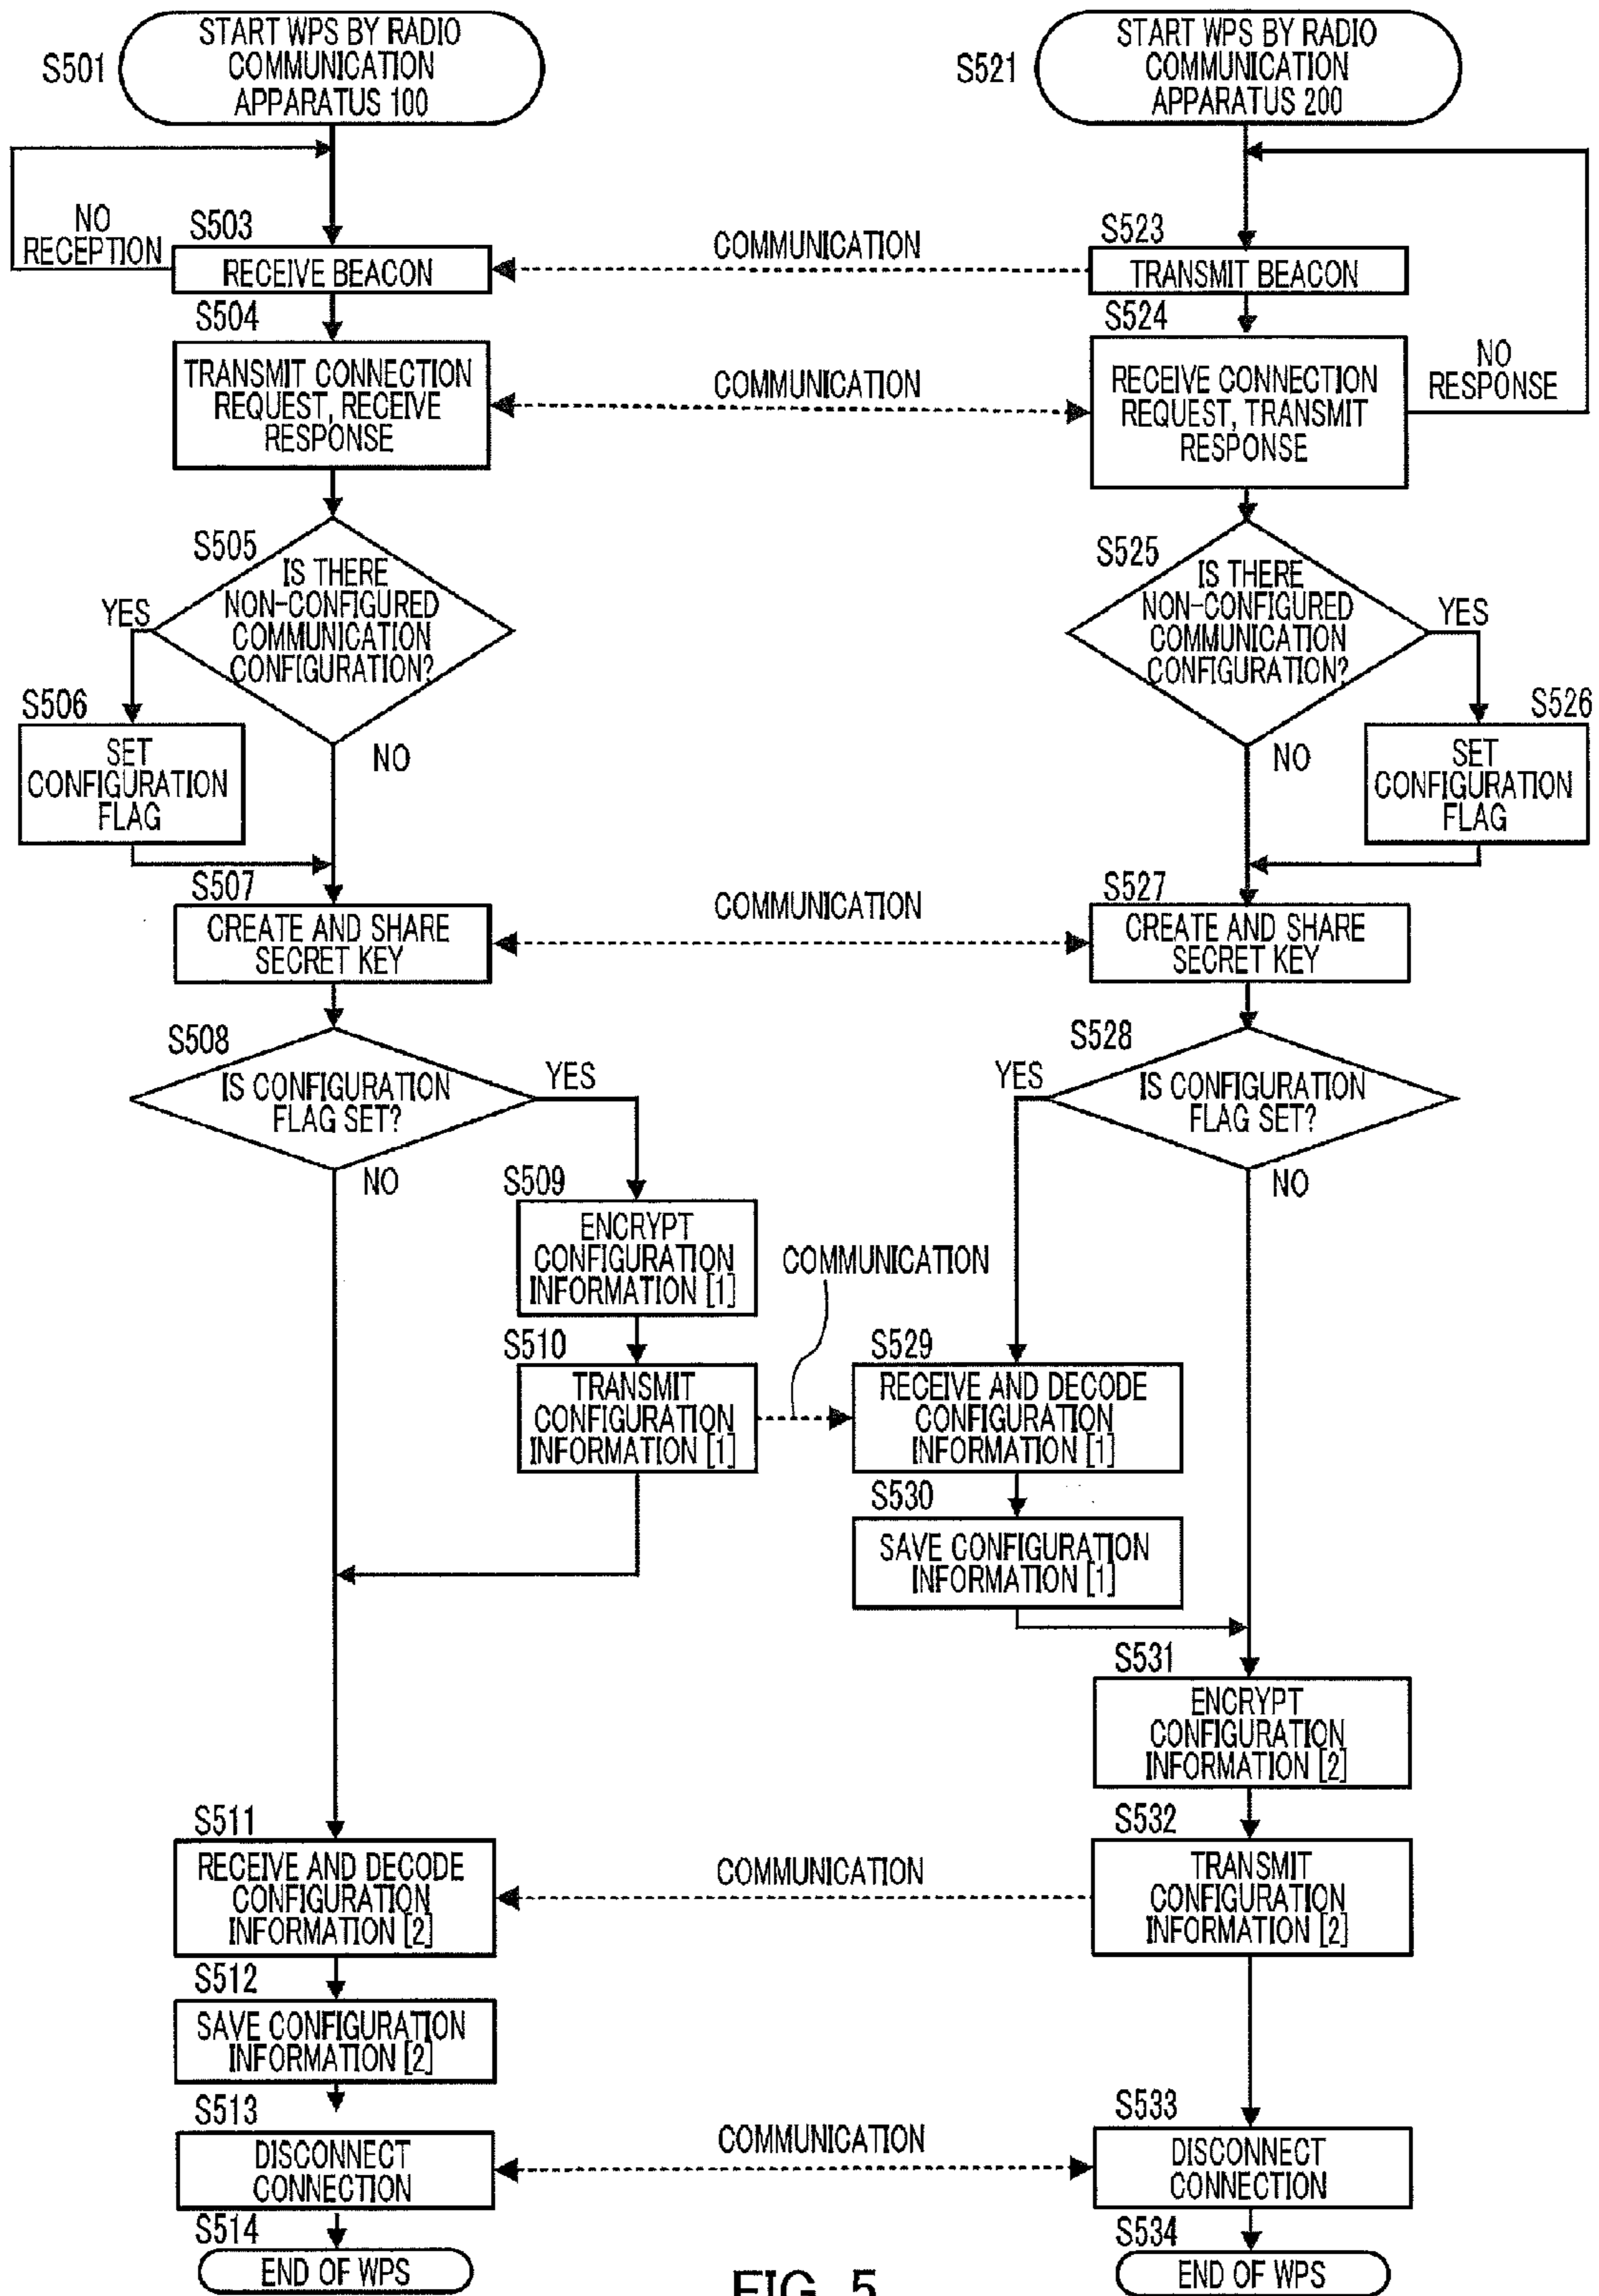 START WPS BY RADIO
COMMUNICATION
APPARATUS 100
S501
START WPS BY RADIO
COMMUNICATION
APPARATUS 200
S521
NO
RECEPTION
S503
RECEIVE BEACON
COMMUNICATION
S523
TRANSMIT BEACON
S504
TRANSMIT CONNECTION
REQUEST, RECEIVE
RESPONSE
COMMUNICATION
S524
RECEIVE CONNECTION
REQUEST, TRANSMIT
RESPONSE
NO
RESPONSE
S505
IS THERE
NON-CONFIGURED
COMMUNICATION
CONFIGURATION?
YES
NO
S525
IS THERE
NON-CONFIGURED
COMMUNICATION
CONFIGURATION?
YES
NO
S506
SET
CONFIGURATION
FLAG
S526
SET
CONFIGURATION
FLAG
S507
CREATE AND SHARE
SECRET KEY
COMMUNICATION
S527
CREATE AND SHARE
SECRET KEY
S508
IS CONFIGURATION
FLAG SET?
YES
NO
S528
IS CONFIGURATION
FLAG SET?
YES
NO
S509
ENCRYPT
CONFIGURATION
INFORMATION [1]
COMMUNICATION
S510
TRANSMIT
CONFIGURATION
INFORMATION [1]
S529
RECEIVE AND DECODE
CONFIGURATION
INFORMATION [1]
S530
SAVE CONFIGURATION
INFORMATION [1]
S531
ENCRYPT
CONFIGURATION
INFORMATION [2]
S511
RECEIVE AND DECODE
CONFIGURATION
INFORMATION [2]
COMMUNICATION
S532
TRANSMIT
CONFIGURATION
INFORMATION [2]
S512
SAVE CONFIGURATION
INFORMATION [2]
S513
DISCONNECT
CONNECTION
COMMUNICATION
S533
DISCONNECT
CONNECTION
S514
END OF WPS
S534
END OF WPS
FIG. 5